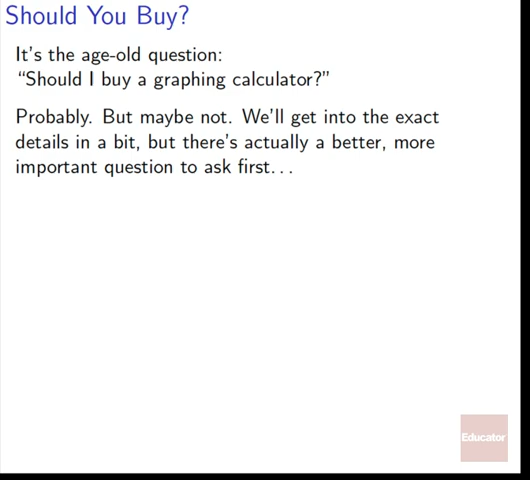 Should You Buy?
It's the age-old question:
“Should I buy a graphing calculator?”
Probably. But maybe not. We'll get into the exact
details in a bit, but there's actually a better, more
important question to ask first...
Educator